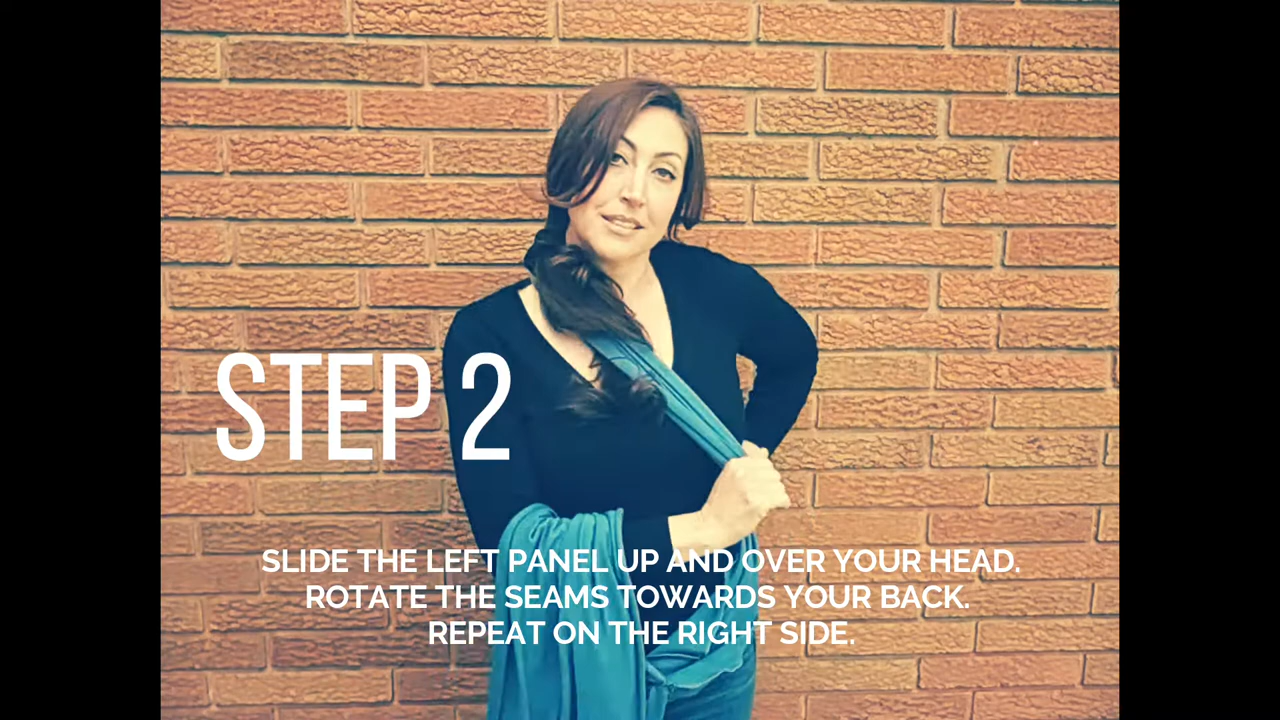 STEP 2
SLIDE THE LEFT PANEL UP AND OVER YOUR HEAD.
ROTATE THE SEAMS TOWARDS YOUR BACK.
REPEAT ON THE RIGHT SIDE.